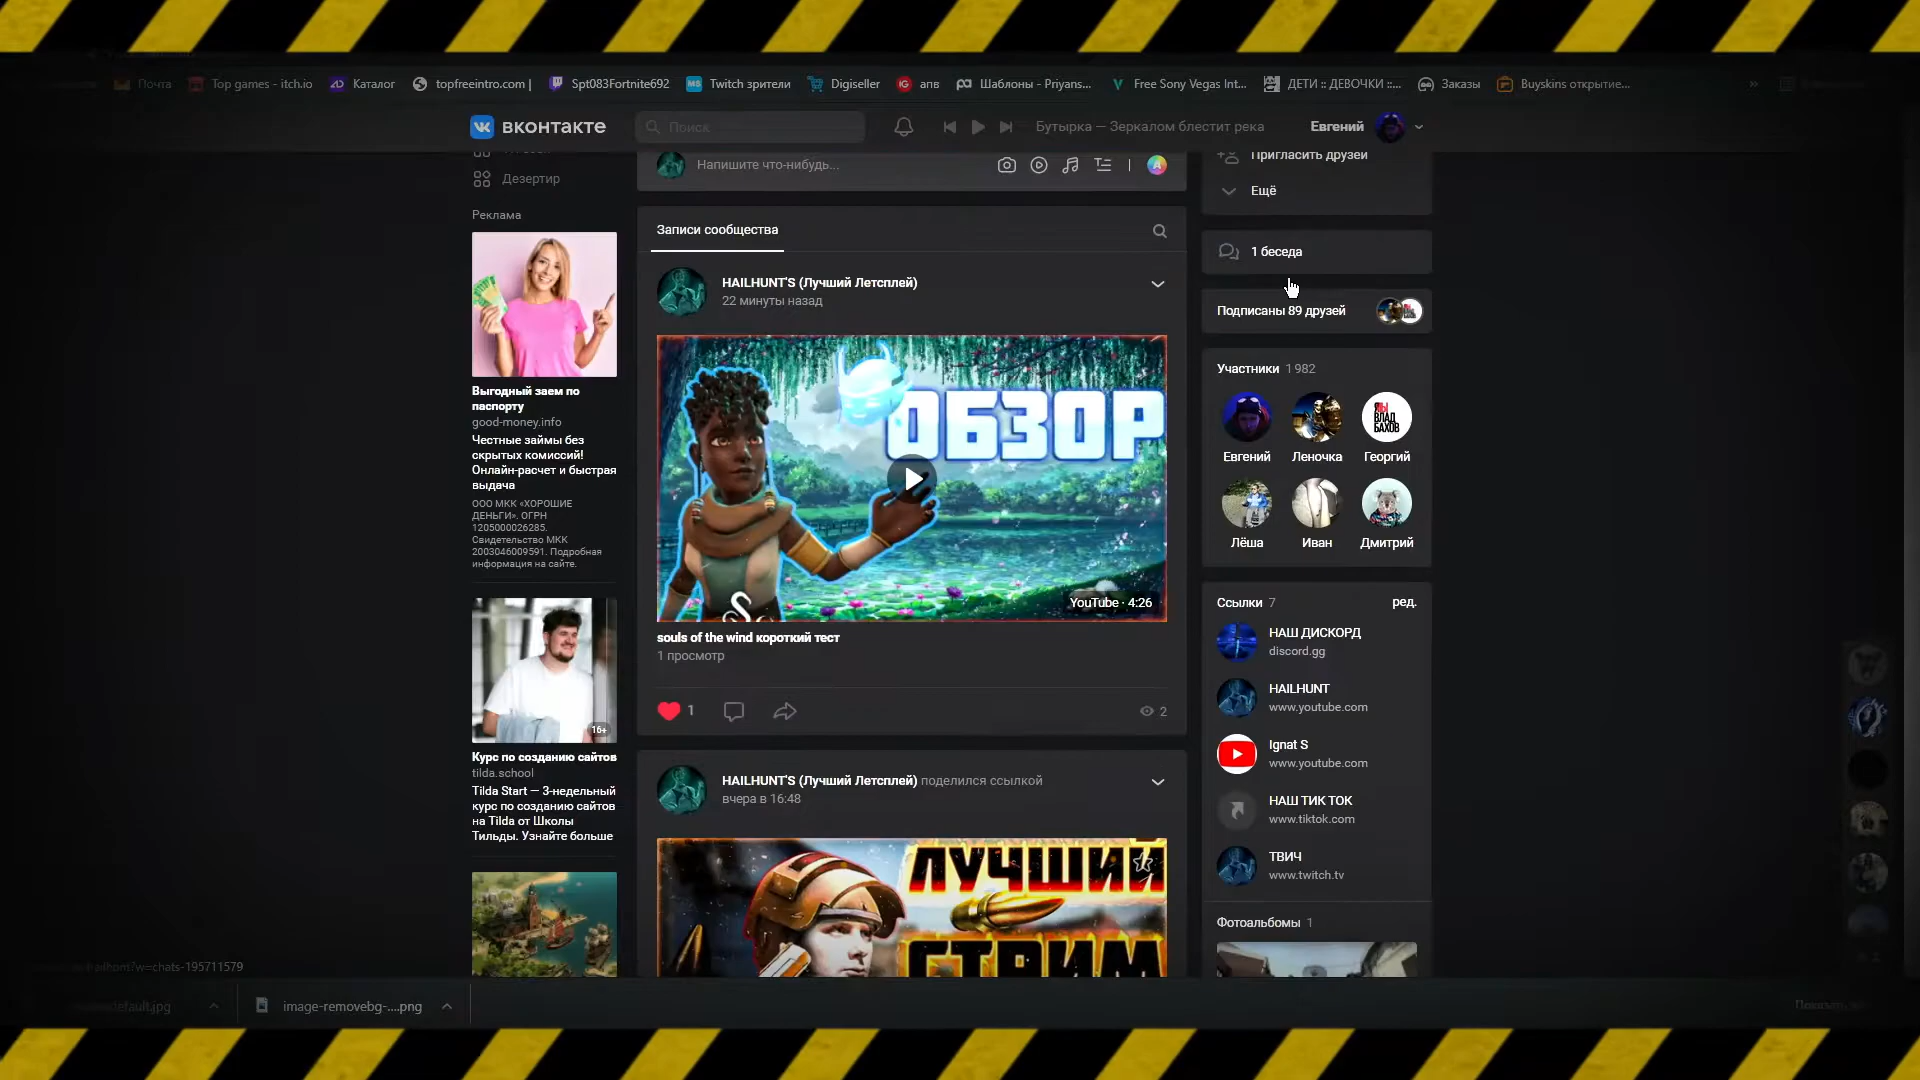 Почта
Top games - itch.io
Каталог
topfreeintro.com |
Spt083Fortnite692
Twitch зрители
Digiseller
апв
Шаблоны - Priyans...
Free Sony Vegas Int...
ДЕТИ :: ДЕВОЧКИ ::...
Заказы
Buyskins открытие...
вконтакте
Поиск
Бутырка — Зеркалом блестит река
Евгений
Дезертир
Реклама
Выгодный заем по
паспорту
good-money.info
Честные займы без
скрытых комиссий!
Онлайн-расчет и быстрая
выдача
ООО МКК «ХОРОШИЕ
ДЕНЬГИ». ОГРН
1205000026285.
Свидетельство МКК
2003046009591. Подробная
информация на сайте.
16+
Курс по созданию сайтов
tilda.school
Tilda Start — 3-недельный
курс по созданию сайтов
на Tilda от Школы
Тильды. Узнайте больше
Напишите что-нибудь...
Записи сообщества
HAILHUNT'S (Лучший Летсплей)
22 минуты назад
ОБЗОР
YouTube · 4:26
souls of the wind короткий тест
1 просмотр
1
2
HAILHUNT'S (Лучший Летсплей) поделился ссылкой
вчера в 16:48
ЛУЧШИЙ
СТРИМ
Пригласить друзей
Ещё
1 беседа
Подписаны 89 друзей
Участники 1 982
Я/МЫ
ВЛАД
БАХОВ
Евгений
Леночка
Георгий
Лёша
Иван
Дмитрий
Ссылки 7
ред.
НАШ ДИСКОРД
discord.gg
HAILHUNT
www.youtube.com
Ignat S
www.youtube.com
НАШ ТИК ТОК
www.tiktok.com
ТВИЧ
www.twitch.tv
Фотоальбомы 1
image-removebg-....png